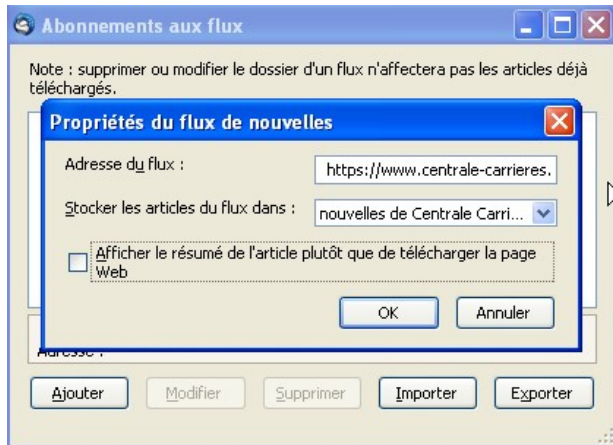 Abonnements aux flux
Note : supprimer ou modifier le dossier d'un flux n'affectera pas les articles déjà
téléchargés.
Propriétés du flux de nouvelles
Adresse du flux :
https://www.centrale-carrieres.
Stocker les articles du flux dans :
nouvelles de Centrale Carri...
Afficher le résumé de l'article plutôt que de télécharger la page
Web
OK
Annuler
Adresse :
Ajouter
Modifier
Supprimer
Importer
Exporter